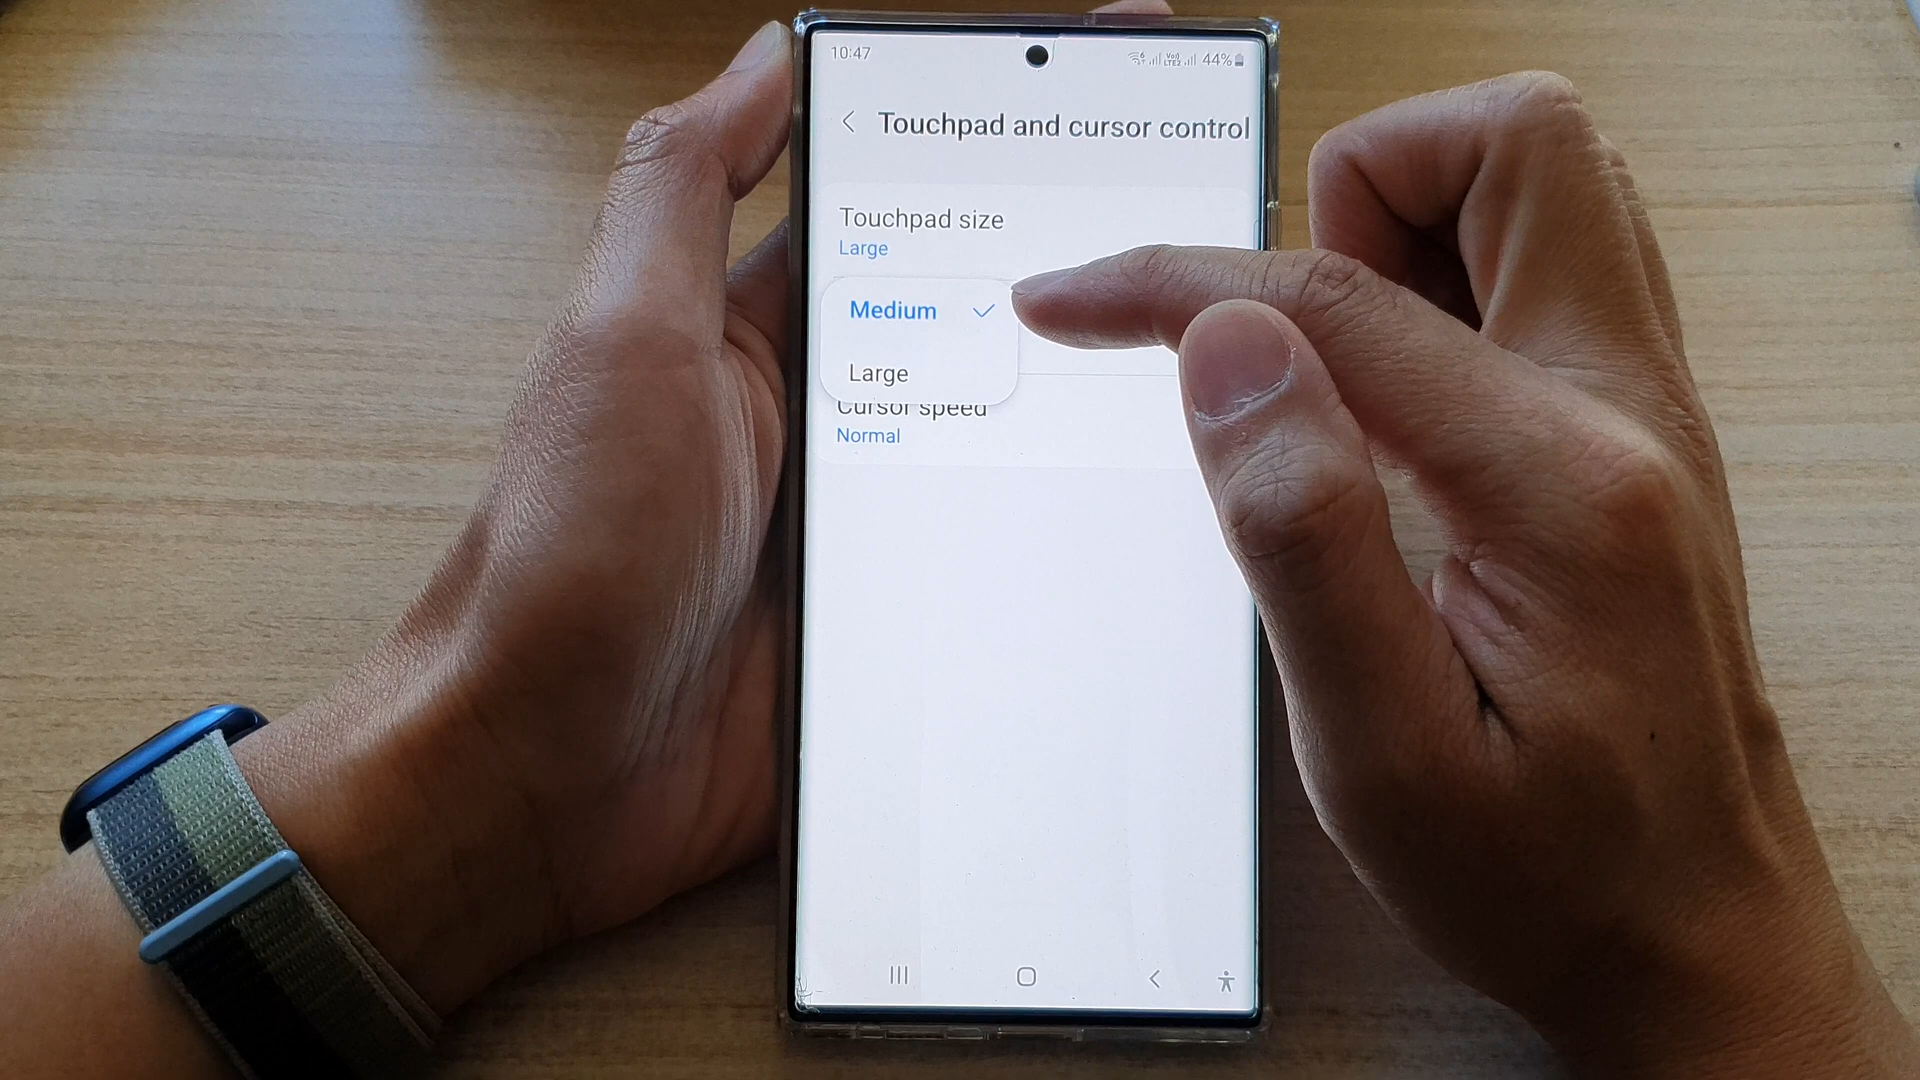 10:47
44%
Touchpad and cursor control
Touchpad size
Large
Medium
Large
Cursor speed
Normal